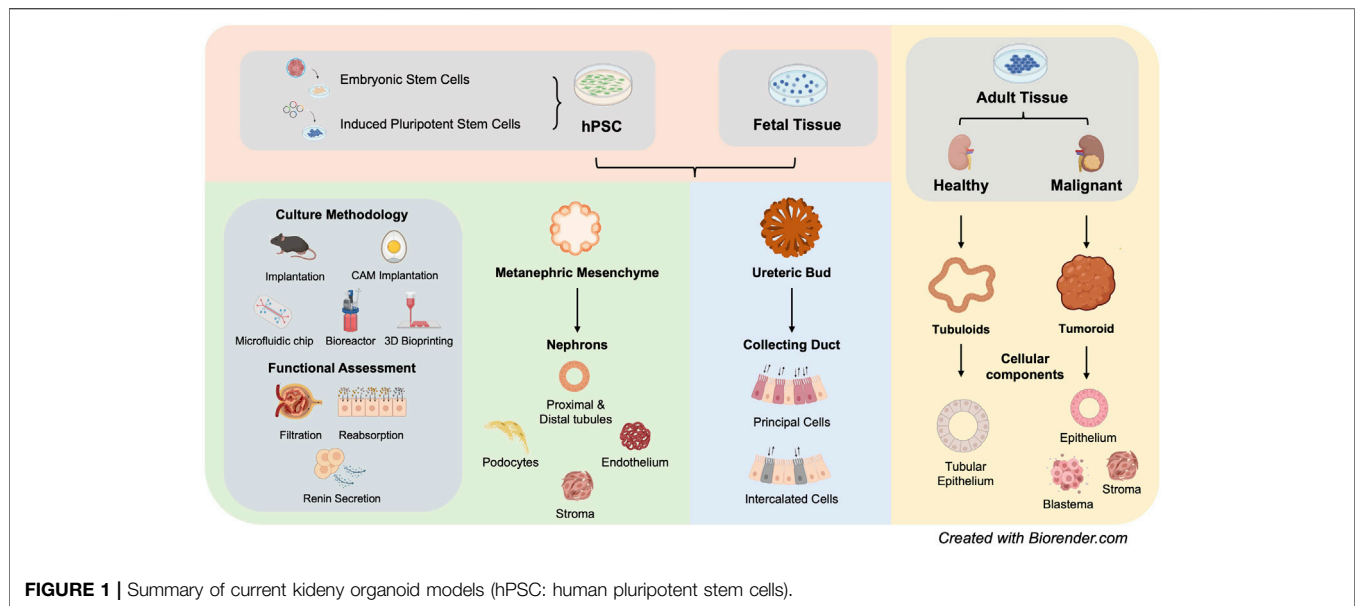 Embryonic Stem Cells
Induced Pluripotent Stem Cells
hPSC
Fetal Tissue
Adult Tissue
Healthy
Malignant
Culture Methodology
Implantation
CAM Implantation
Microfluidic chip
Bioreactor
3D Bioprinting
Functional Assessment
Filtration
Reabsorption
Renin Secretion
Metanephric Mesenchyme
Nephrons
Proximal &
Distal tubules
Podocytes
Endothelium
Stroma
Ureteric Bud
Collecting Duct
Principal Cells
Intercalated Cells
Tubuloids
Tumoroid
Cellular
components
Tubular
Epithelium
Epithelium
Blastema
Stroma
Created with Biorender.com
FIGURE 1 | Summary of current kideny organoid models (hPSC: human pluripotent stem cells).